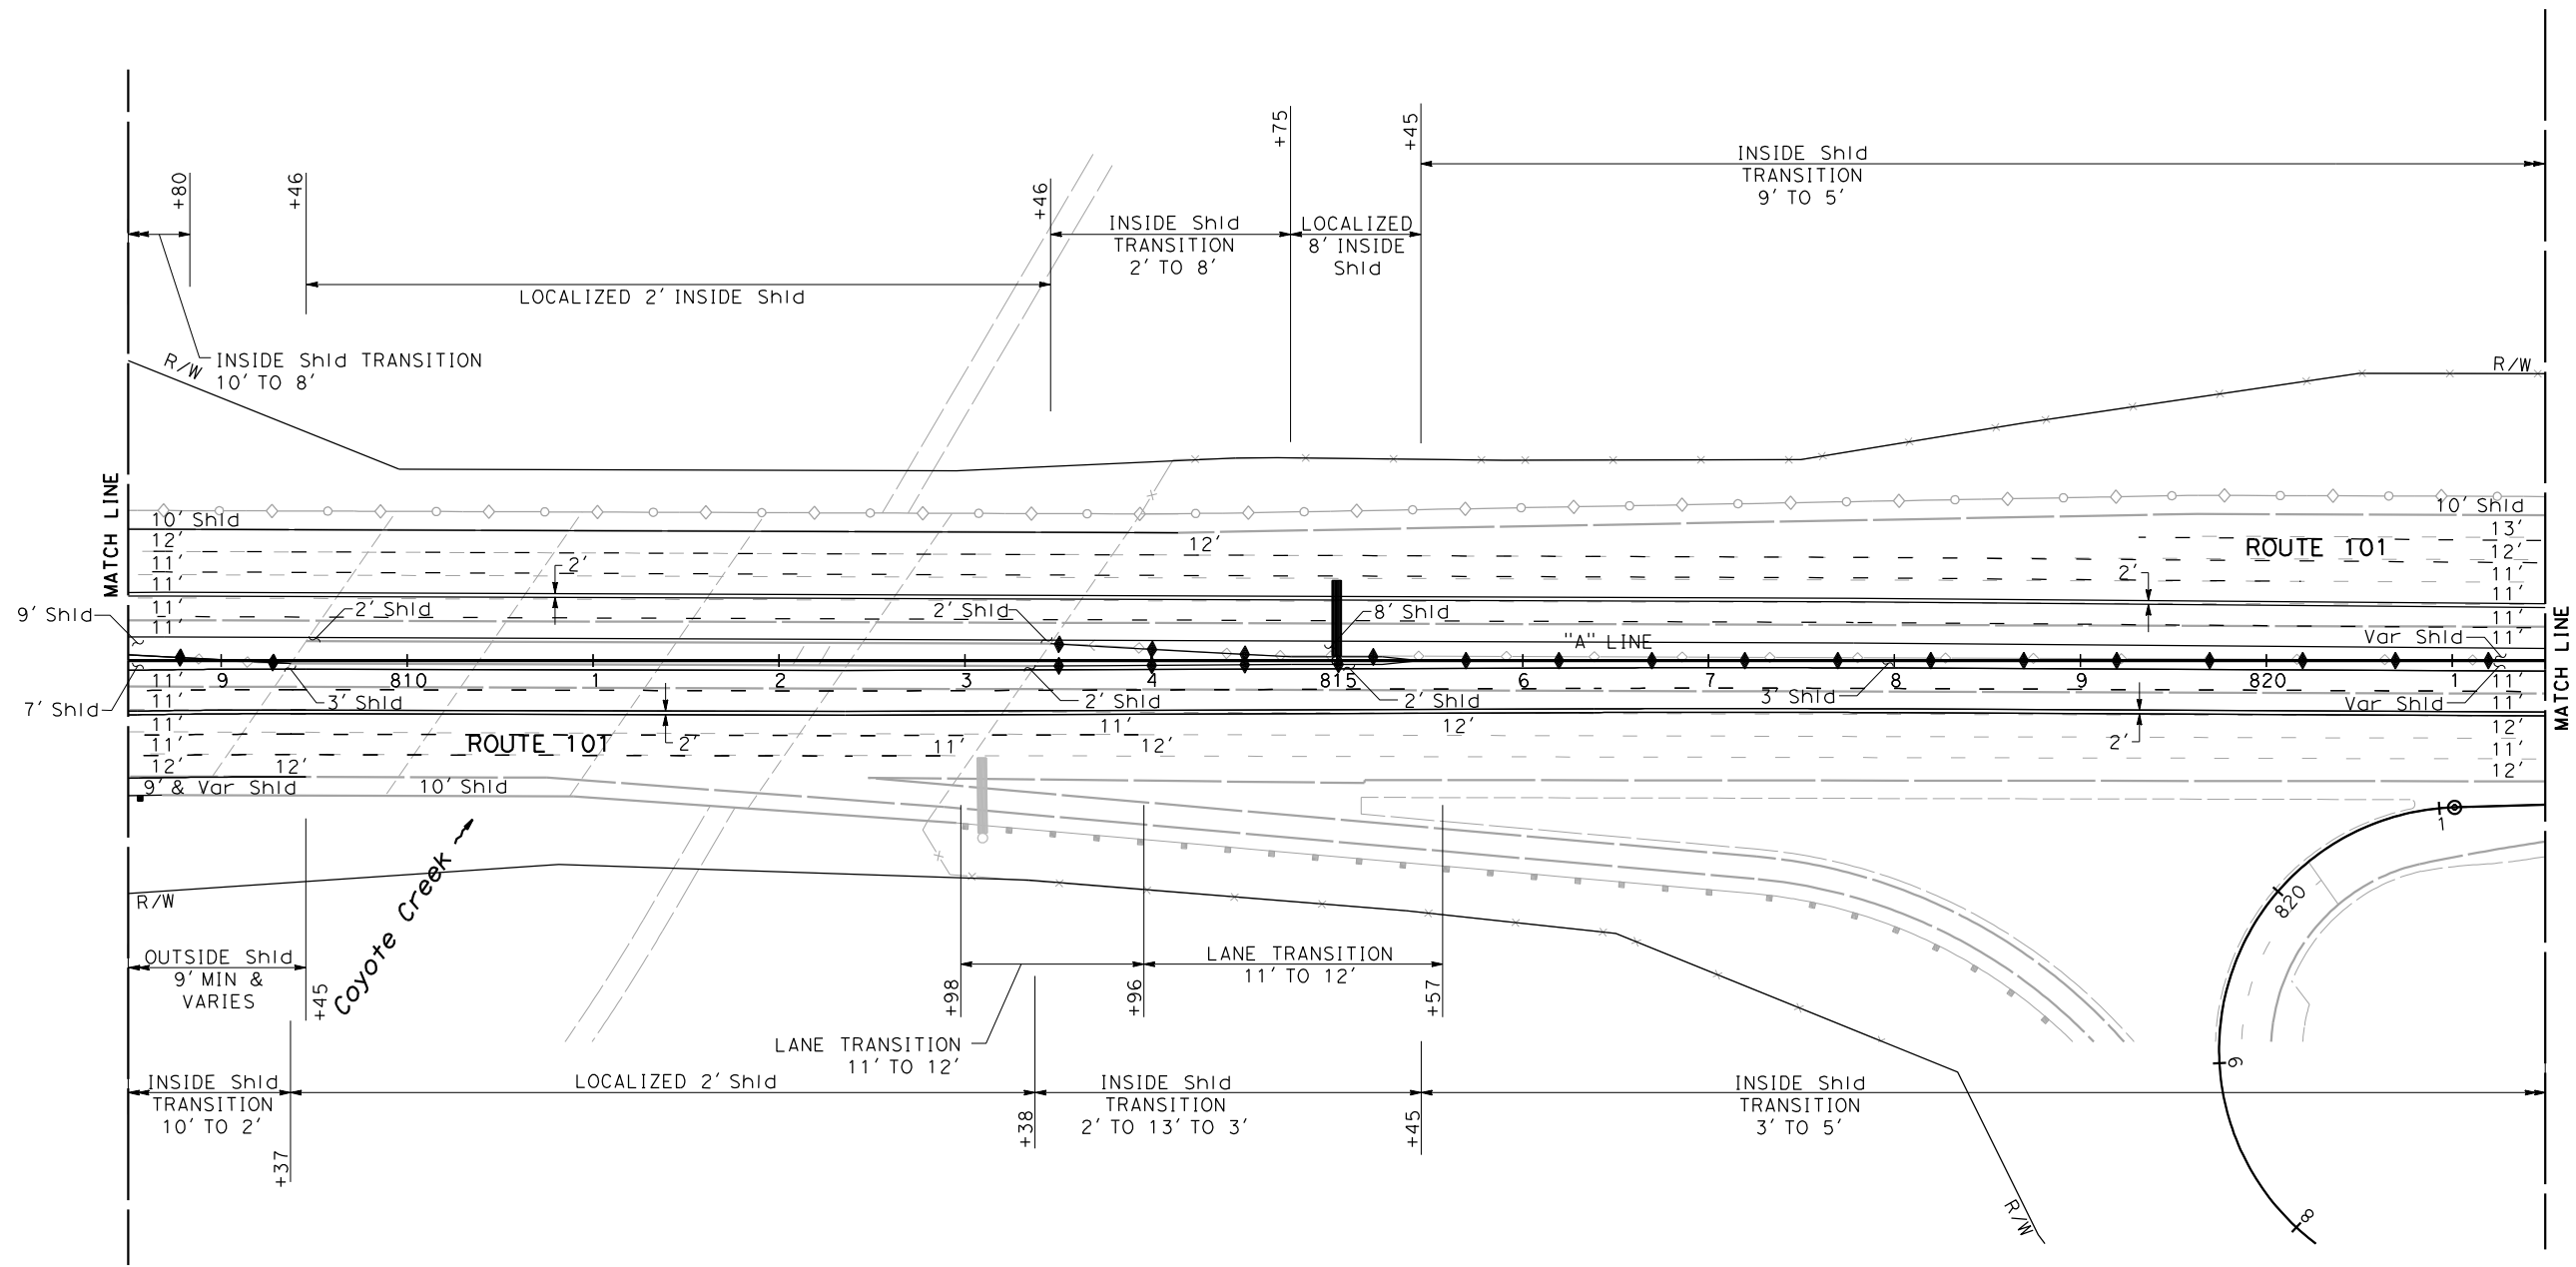 +75
+45
INSIDE Shld
TRANSITION
9' TO 5'
+80
+46
+46
INSIDE Shld
TRANSITION
2' TO 8'
LOCALIZED
8' INSIDE
Shld
LOCALIZED 2' INSIDE Shld
INSIDE Shld TRANSITION
10' TO 8'
R/W
R/W
MATCH LINE
10' Shld
12'
11'
11'
11'
11'
2'
12'
10' Shld
13'
12'
11'
11'
11'
11'
ROUTE 101
2'
9' Shld
2' Shld
2' Shld
8' Shld
"A" LINE
Var Shld
MATCH LINE
9
810
1
2
3
4
815
6
7
8
9
820
1
7' Shld
3' Shld
2' Shld
2' Shld
3' Shld
Var Shld
11'
11'
11'
11'
12'
12'
ROUTE 101
2'
11'
11'
12'
12'
2'
11'
11'
12'
11'
12'
9' & Var Shld
10' Shld
Coyote Creek
R/W
1
820
9
8
OUTSIDE Shld
9' MIN &
VARIES
+45
+98
+96
LANE TRANSITION
11' TO 12'
+57
LANE TRANSITION
11' TO 12'
INSIDE Shld
TRANSITION
10' TO 2'
+37
LOCALIZED 2' Shld
+38
INSIDE Shld
TRANSITION
2' TO 13' TO 3'
+45
INSIDE Shld
TRANSITION
3' TO 5'
R/W